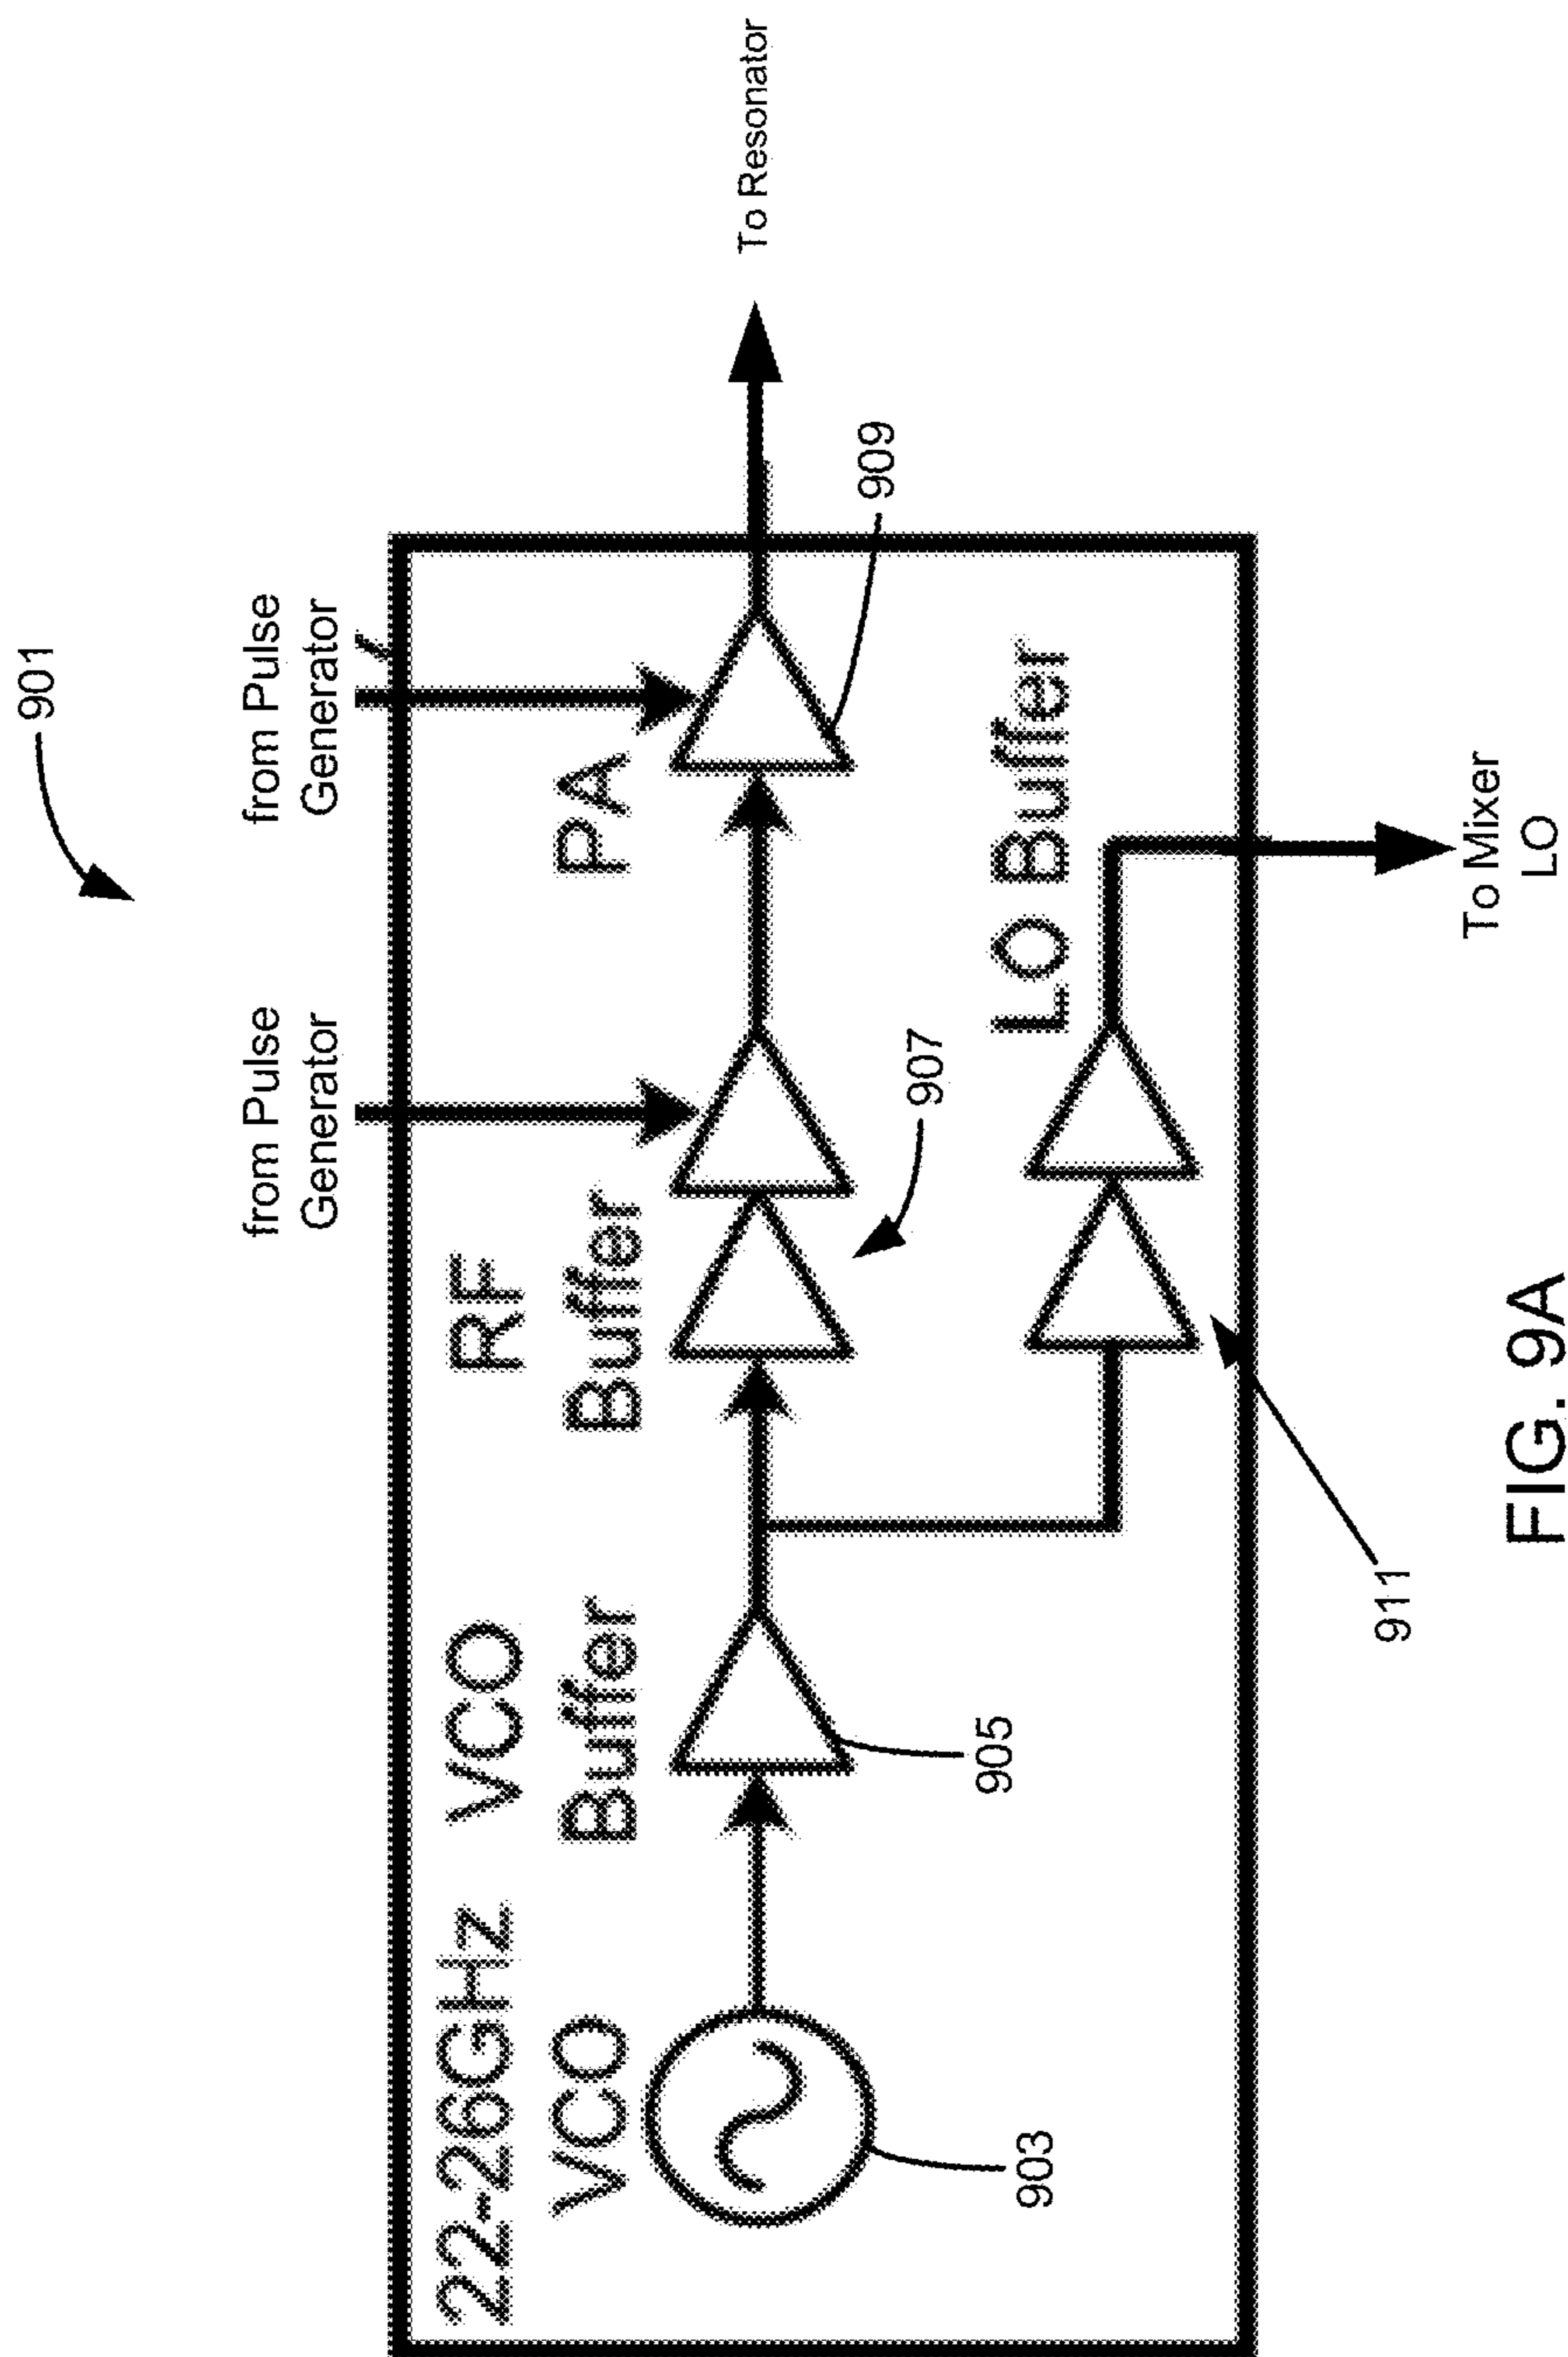 901
from Pulse
Generator
from Pulse
Generator
22-26GHz
VCO
VCO
Buffer
RF
Buffer
PA
To Resonator
903
905
907
909
LO Buffer
911
To Mixer
LO
FIG. 9A